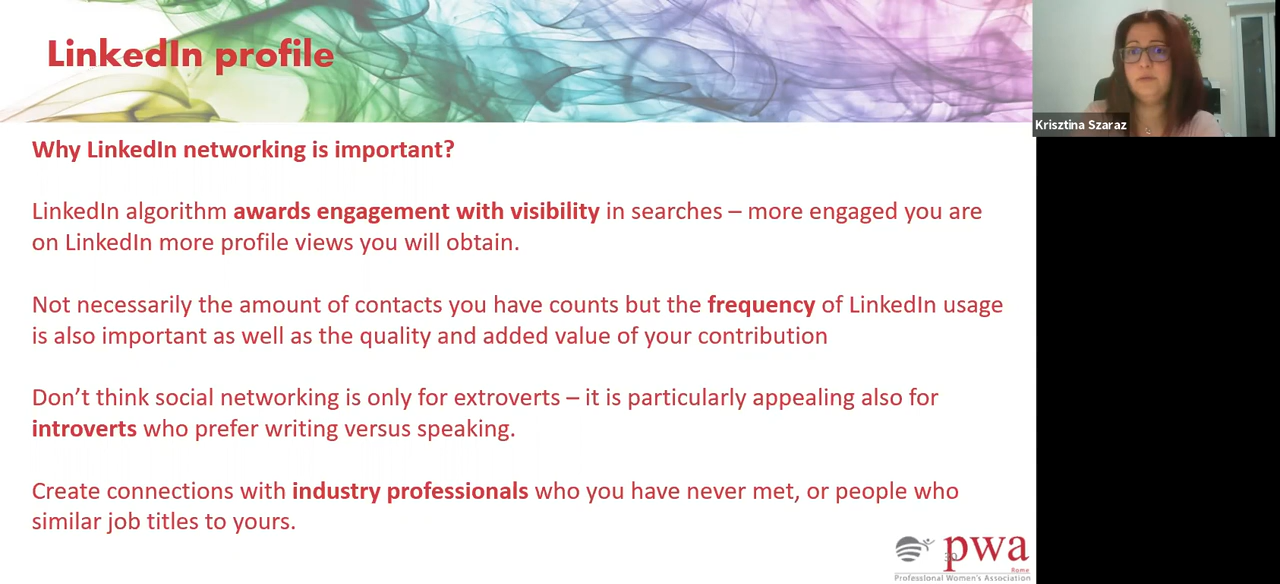 LinkedIn profile
Krisztina Szaraz
Why LinkedIn networking is important?
LinkedIn algorithm awards engagement with visibility in searches – more engaged you are
on LinkedIn more profile views you will obtain.
Not necessarily the amount of contacts you have counts but the frequency of LinkedIn usage
is also important as well as the quality and added value of your contribution
Don’t think social networking is only for extroverts – it is particularly appealing also for
introverts who prefer writing versus speaking.
Create connections with industry professionals who you have never met, or people who
similar job titles to yours.
pwa
Rome
Professional Women's Association